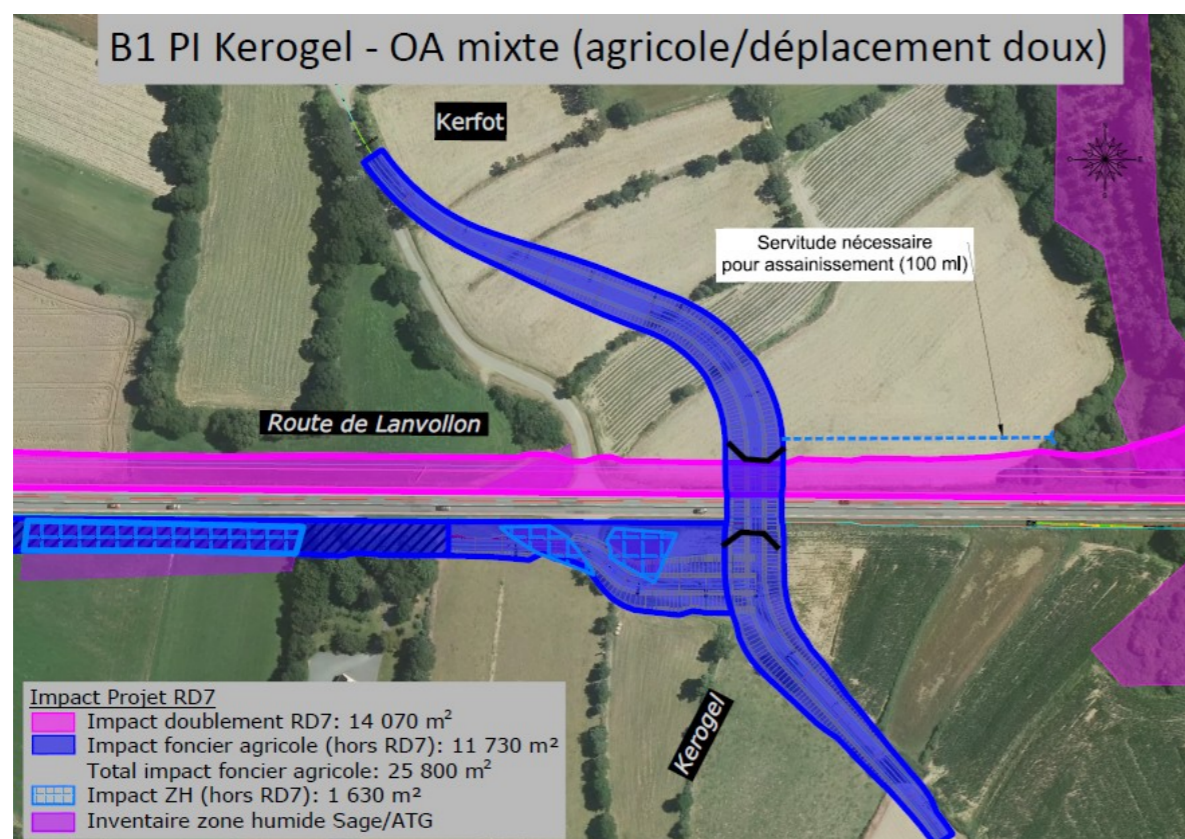 B1 PI Kerogel - OA mixte (agricole/déplacement doux)
Kerfot
Servitude nécessaire
pour assainissement (100 ml)
Route de Lanvollon
Kerogel
Impact Projet RD7
Impact doublement RD7: 14 070 m²
Impact foncier agricole (hors RD7): 11 730 m²
Total impact foncier agricole: 25 800 m²
Impact ZH (hors RD7): 1 630 m²
Inventaire zone humide Sage/ATG